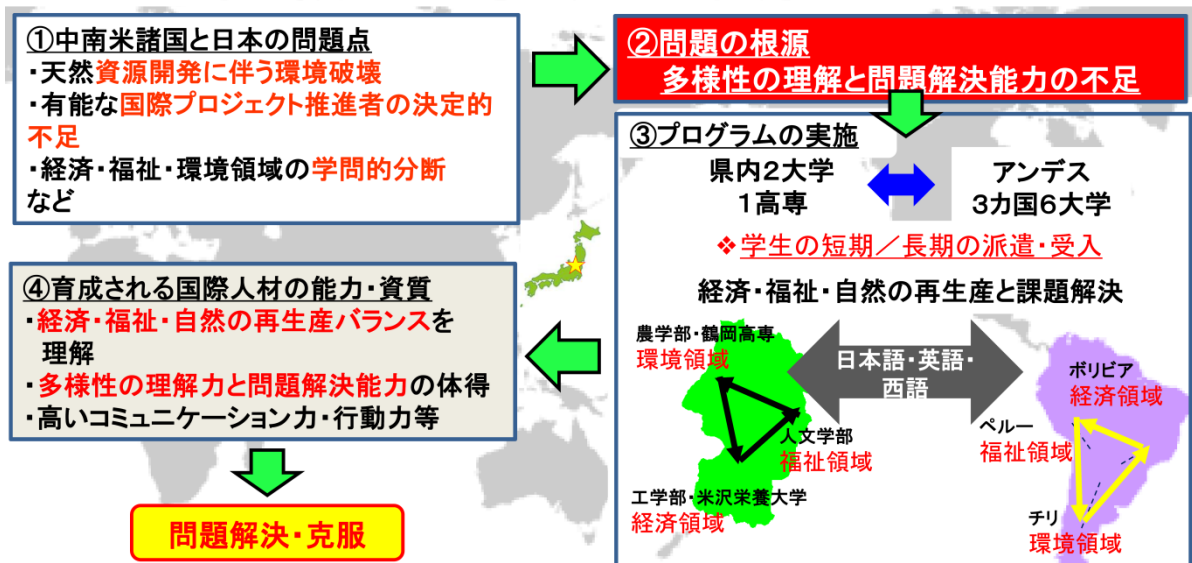 ①中南米諸国と日本の問題点
・天然資源開発に伴う環境破壊
・有能な国際プロジェクト推進者の決定的
不足
・経済・福祉・環境領域の学問的分断
など
②問題の根源
多様性の理解と問題解決能力の不足
③プログラムの実施
県内2大学
1高専
アンデス
3カ国6大学
❖学生の短期／長期の派遣・受入
経済・福祉・自然の再生産と課題解決
農学部・鶴岡高専
環境領域
人文学部
福祉領域
工学部・米沢栄養大学
経済領域
日本語・英語・
西語
ボリビア
経済領域
ペルー
福祉領域
チリ
環境領域
④育成される国際人材の能力・資質
・経済・福祉・自然の再生産バランスを
理解
・多様性の理解力と問題解決能力の体得
・高いコミュニケーション力・行動力等
問題解決・克服